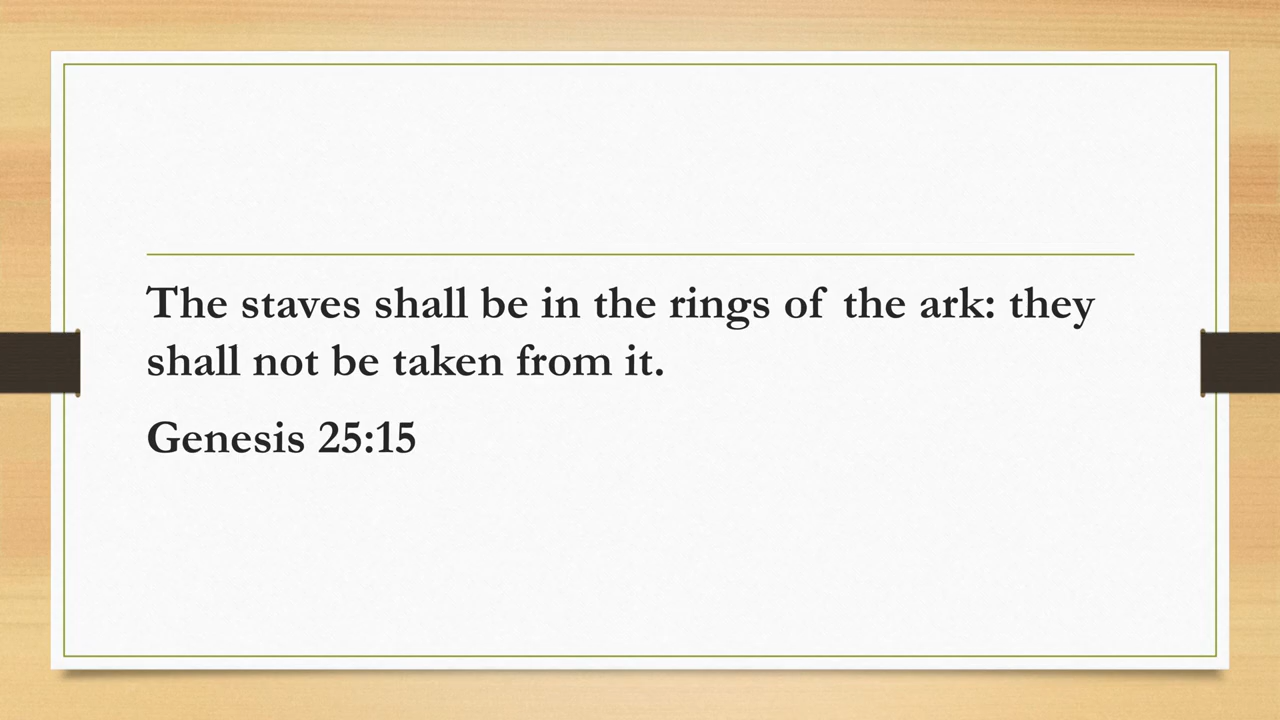 The staves shall be in the rings of the ark: they
shall not be taken from it.
Genesis 25:15